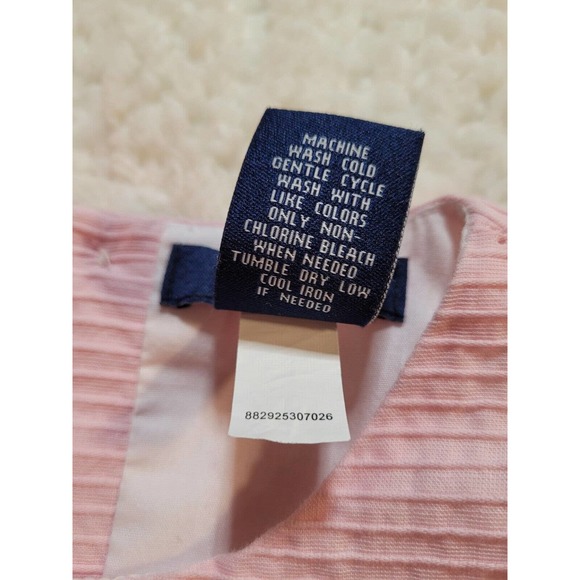 MACHINE
WASH COLD
GENTLE CYCLE
WASH WITH
LIKE COLORS
ONLY NON-
CHLORINE BLEACH
WHEN NEEDED
TUMBLE DRY LOW
COOL IRON
IF NEEDED
882925307026